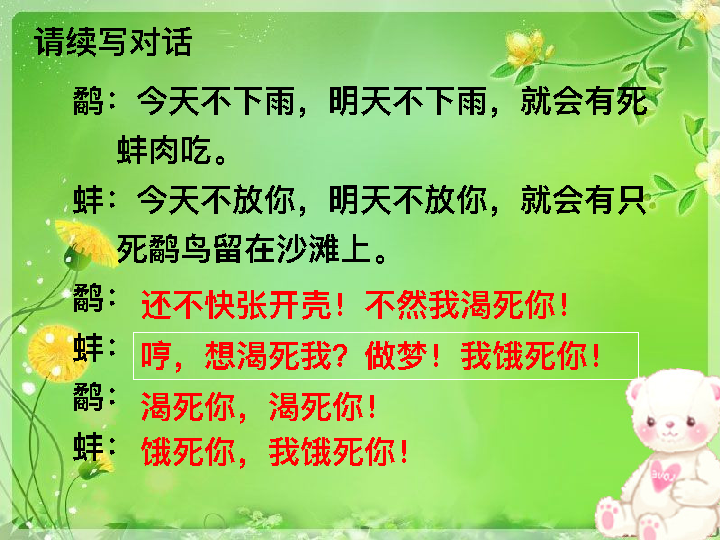 请续写对话
鹬：今天不下雨，明天不下雨，就会有死
蚌肉吃。
蚌：今天不放你，明天不放你，就会有只
死鹬鸟留在沙滩上。
鹬：还不快张开壳！不然我渴死你！
蚌：哼，想渴死我？做梦！我饿死你！
鹬：渴死你，渴死你！
蚌：饿死你，我饿死你！